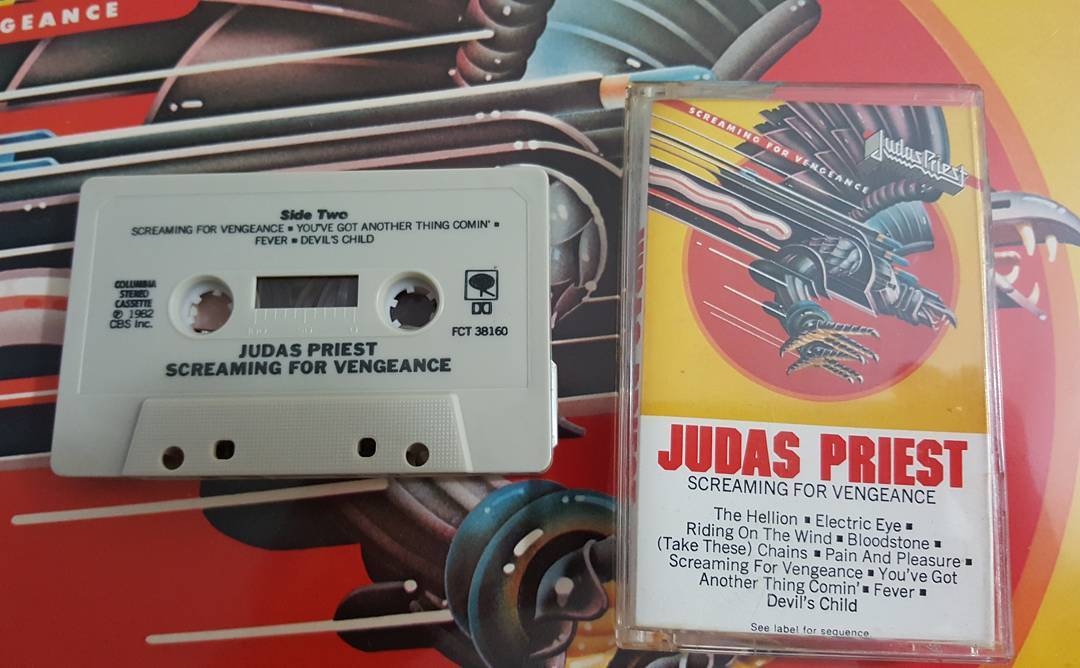 GEANCE
Side Two
SCREAMING FOR VENGEANCE ■ YOU'VE GOT ANOTHER THING COMIN' ■
FEVER ■ DEVIL'S CHILD
COLUMBIA
STEREO
CASSETTE
℗ 1982
CBS Inc.
100 50 0
FCT 38160
JUDAS PRIEST
SCREAMING FOR VENGEANCE
SCREAMING FOR VENGEANCE
Judas Priest
JUDAS PRIEST
SCREAMING FOR VENGEANCE
The Hellion ■ Electric Eye ■
Riding On The Wind ■ Bloodstone ■
(Take These) Chains ■ Pain And Pleasure ■
Screaming For Vengeance ■ You've Got
Another Thing Comin' ■ Fever ■
Devil's Child
See label for sequence.